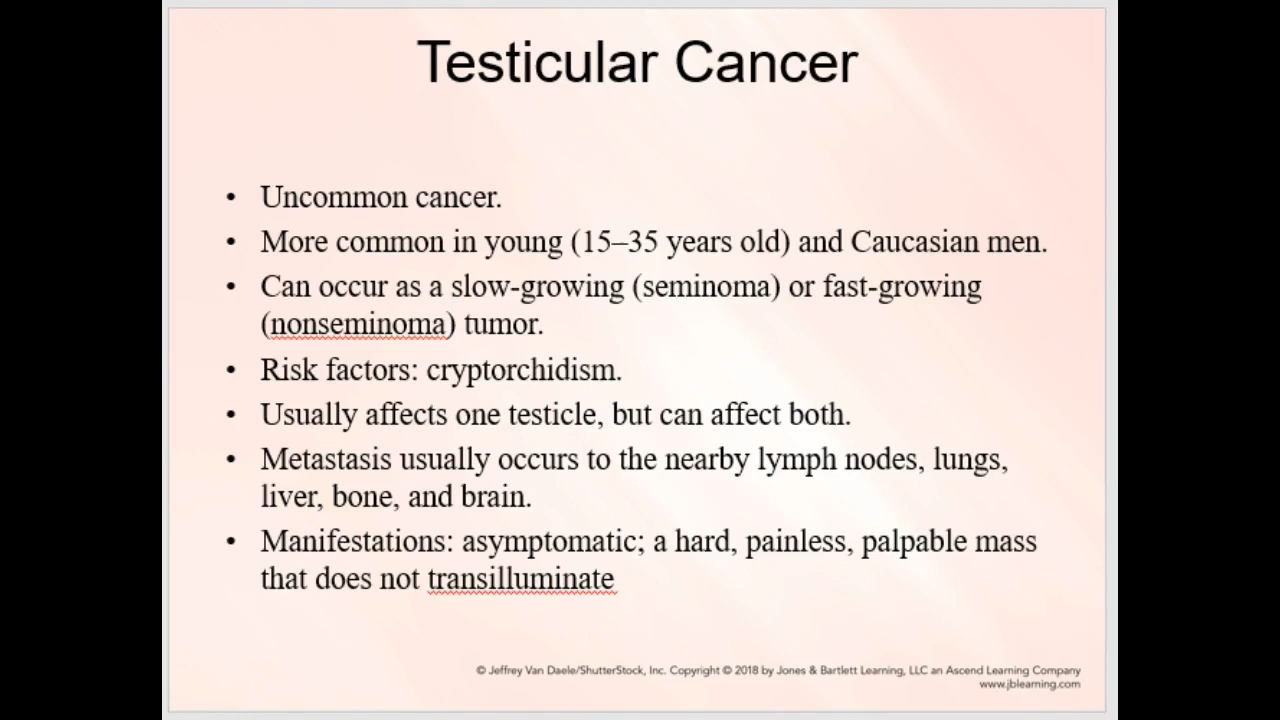 Testicular Cancer
• Uncommon cancer.
• More common in young (15–35 years old) and Caucasian men.
• Can occur as a slow-growing (seminoma) or fast-growing
(nonseminoma) tumor.
• Risk factors: cryptorchidism.
• Usually affects one testicle, but can affect both.
• Metastasis usually occurs to the nearby lymph nodes, lungs,
liver, bone, and brain.
• Manifestations: asymptomatic; a hard, painless, palpable mass
that does not transilluminate
© Jeffrey Van Daele/ShutterStock, Inc. Copyright © 2018 by Jones & Bartlett Learning, LLC an Ascend Learning Company
www.jblearning.com